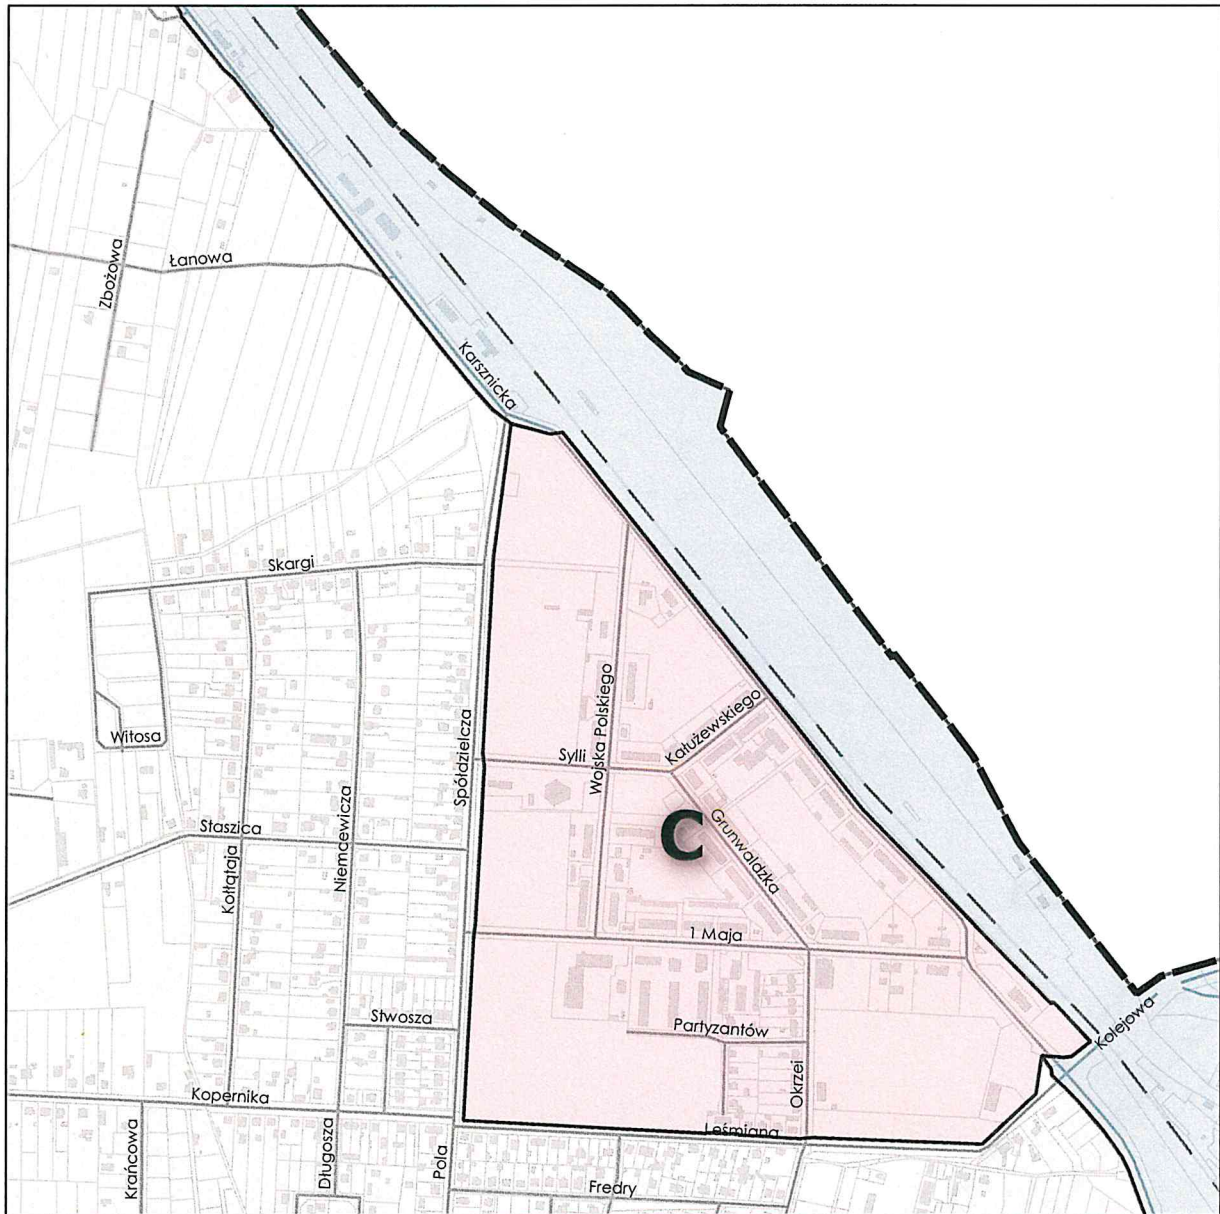 Łanowa
Zbożowa
Karsznicka
Skargi
Wojska Polskiego
Kałużewskiego
Witosa
Spółdzielcza
Sylli
Staszica
C
Grunwaldzka
Kołłątaja
Niemcewicza
1 Maja
Stwosza
Partyzantów
Kolejowa
Okrzei
Kopernika
Leśmiana
Krańcowa
Długosza
Pola
Fredry